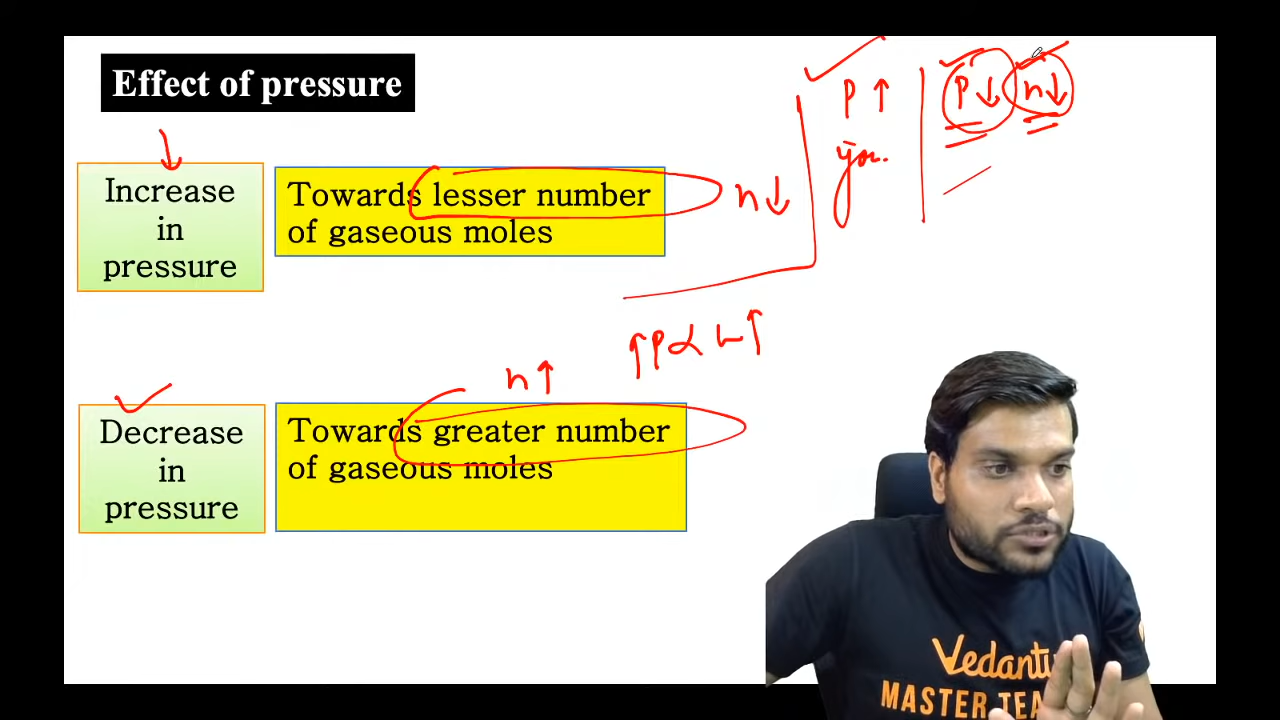 Effect of pressure
P ↑
you.
P↓ n↓
Increase
in
pressure
Towards lesser number
of gaseous moles
n↓
↑P∝n↑
n↑
Decrease
in
pressure
Towards greater number
of gaseous moles
Vedantu
MASTER TEA